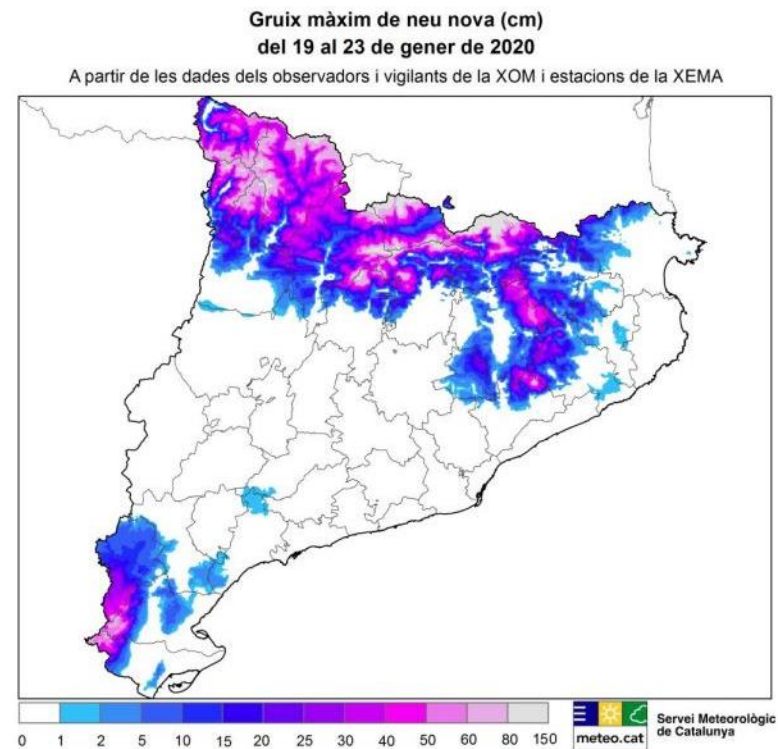 Gruix màxim de neu nova (cm)
del 19 al 23 de gener de 2020
A partir de les dades dels observadors i vigilants de la XOM i estacions de la XEMA
0 1 2 5 10 15 20 25 30 40 50 60 80 150
meteo.cat
Servei Meteorològic
de Catalunya